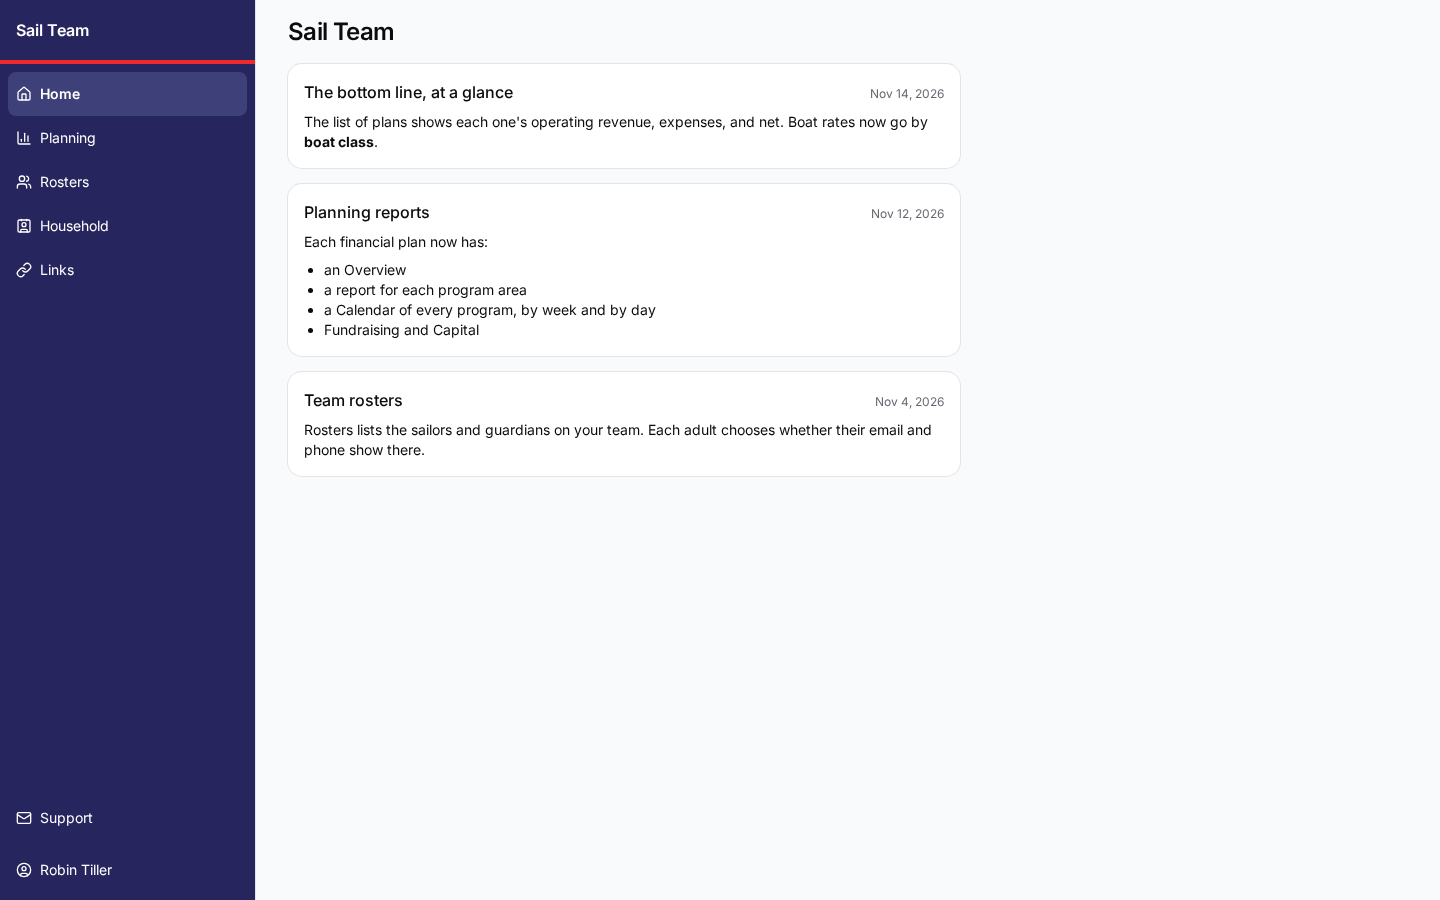 Sail Team
Home
Planning
Rosters
Household
Links
Support
Robin Tiller
Sail Team
The bottom line, at a glance
Nov 14, 2026
The list of plans shows each one's operating revenue, expenses, and net. Boat rates now go by
boat class.
Planning reports
Nov 12, 2026
Each financial plan now has:
• an Overview
• a report for each program area
• a Calendar of every program, by week and by day
• Fundraising and Capital
Team rosters
Nov 4, 2026
Rosters lists the sailors and guardians on your team. Each adult chooses whether their email and
phone show there.